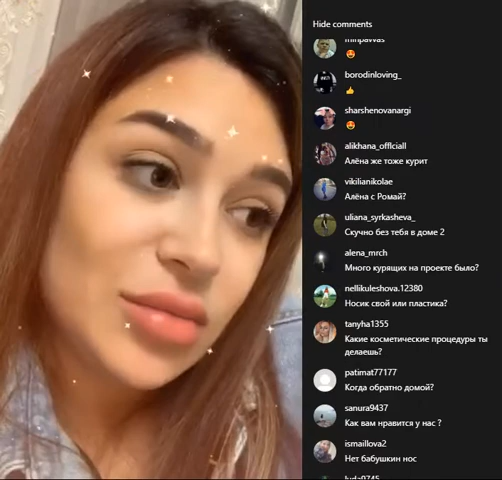 Hide comments
minpavvas
😍
borodinloving_
👍
sharshenovanargi
😍
alikhana_officiall
Алёна же тоже курит
vikilianikolae
Алёна с Ромай?
uliana_syrkasheva_
Скучно без тебя в доме 2
alena_mrch
Много курящих на проекте было?
nellikuleshova.12380
Носик свой или пластика?
tanyha1355
Какие косметические процедуры ты
делаешь?
patimat77177
Когда обратно домой?
sanura9437
Как вам нравится у нас ?
ismaillova2
Нет бабушкин нос